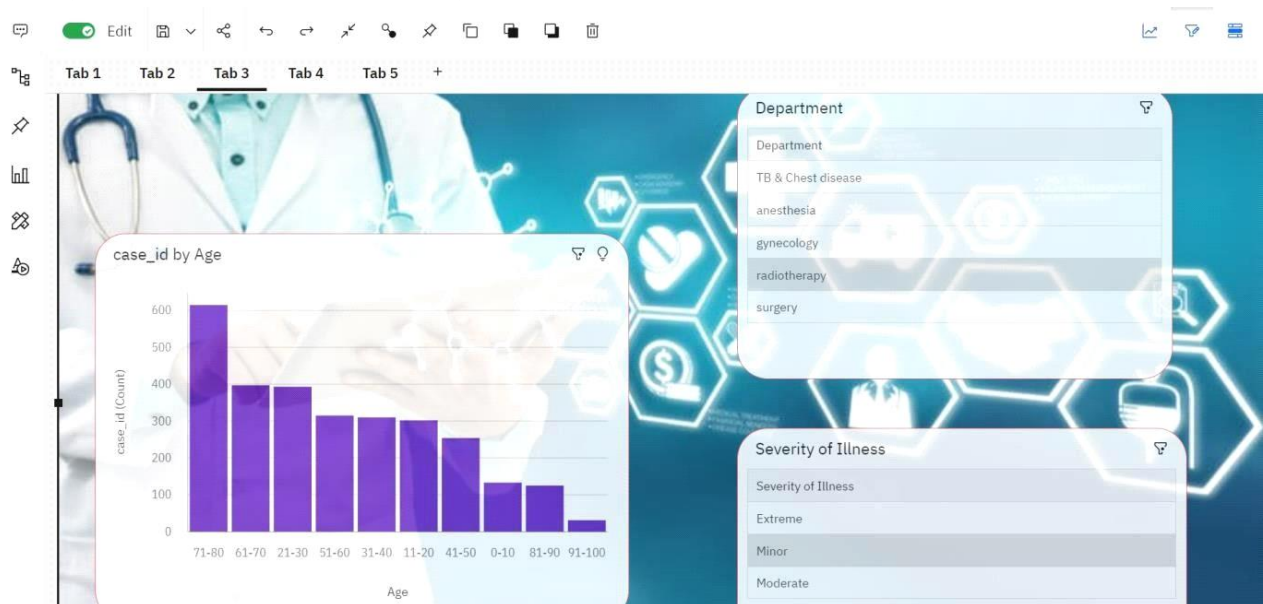 Edit
Tab 1 Tab 2 Tab 3 Tab 4 Tab 5 +
Department
Department
TB & Chest disease
anesthesia
gynecology
radiotherapy
surgery
case_id by Age
case_id (Count)
600
500
400
300
200
100
0
71-80 61-70 21-30 51-60 31-40 11-20 41-50 0-10 81-90 91-100
Age
Severity of Illness
Severity of Illness
Extreme
Minor
Moderate